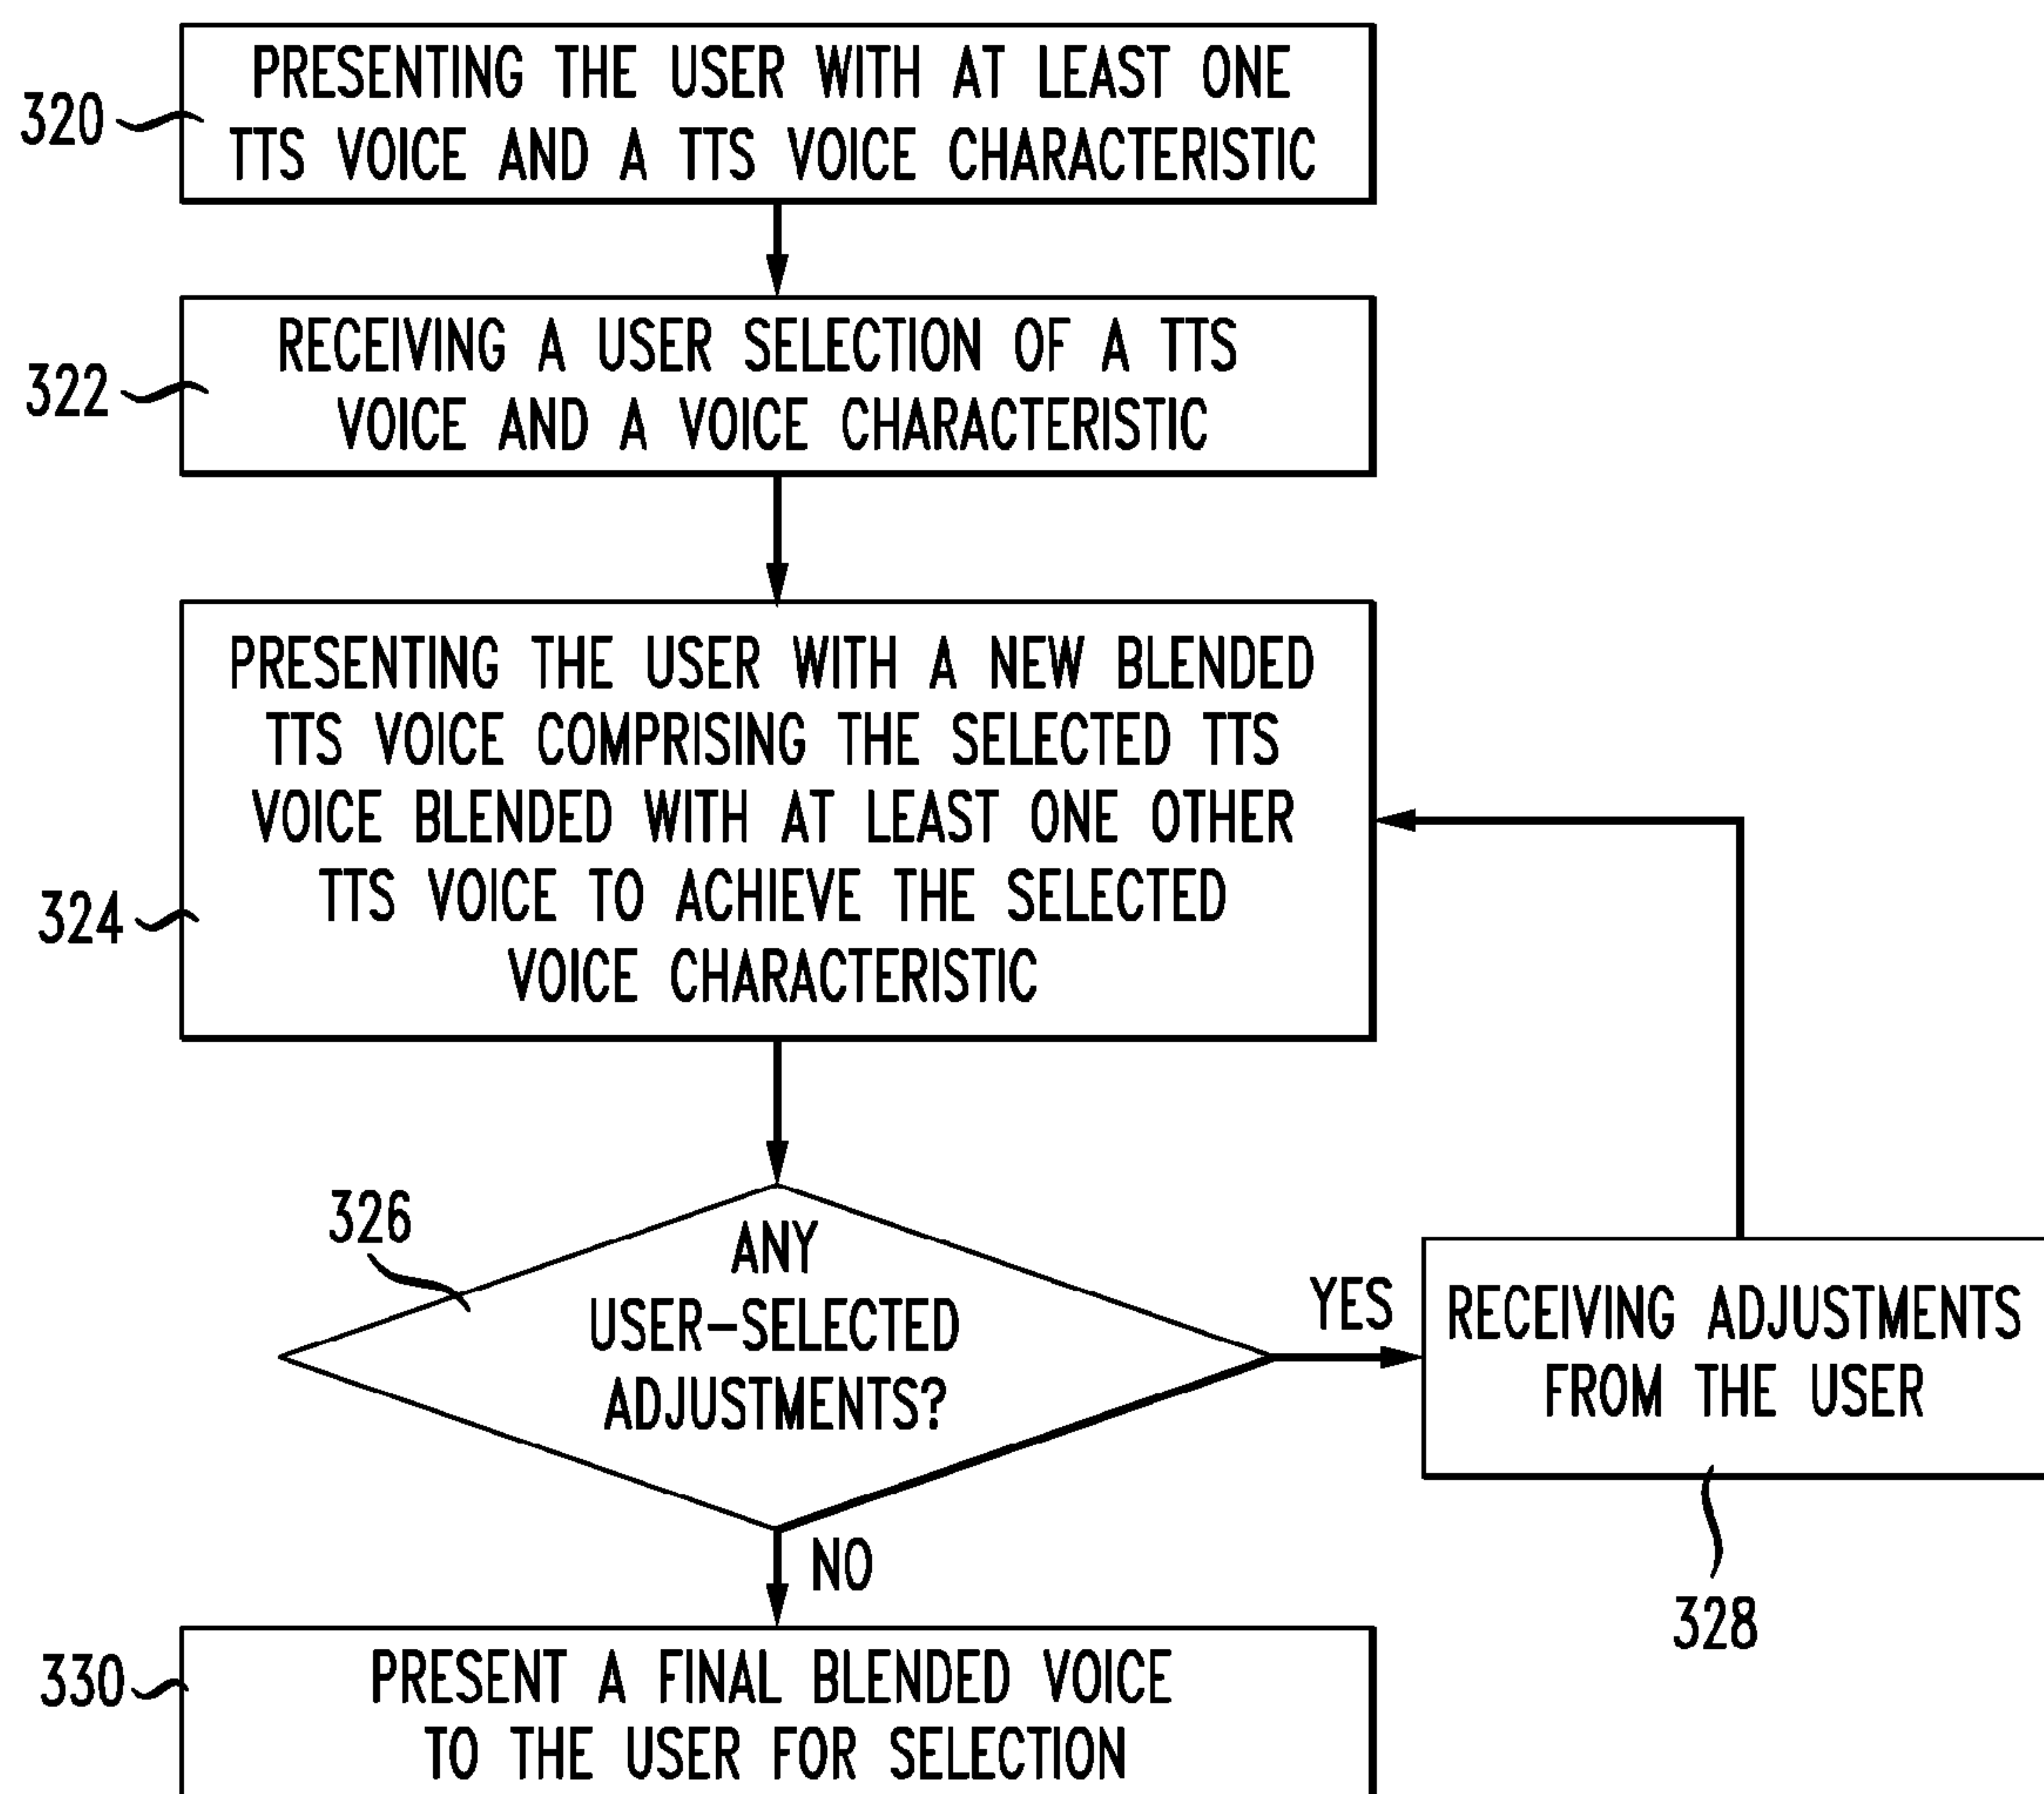 PRESENTING THE USER WITH AT LEAST ONE
TTS VOICE AND A TTS VOICE CHARACTERISTIC
320
RECEIVING A USER SELECTION OF A TTS
VOICE AND A VOICE CHARACTERISTIC
322
PRESENTING THE USER WITH A NEW BLENDED
TTS VOICE COMPRISING THE SELECTED TTS
VOICE BLENDED WITH AT LEAST ONE OTHER
TTS VOICE TO ACHIEVE THE SELECTED
VOICE CHARACTERISTIC
324
326
ANY
USER-SELECTED
ADJUSTMENTS?
YES
RECEIVING ADJUSTMENTS
FROM THE USER
328
NO
330
PRESENT A FINAL BLENDED VOICE
TO THE USER FOR SELECTION